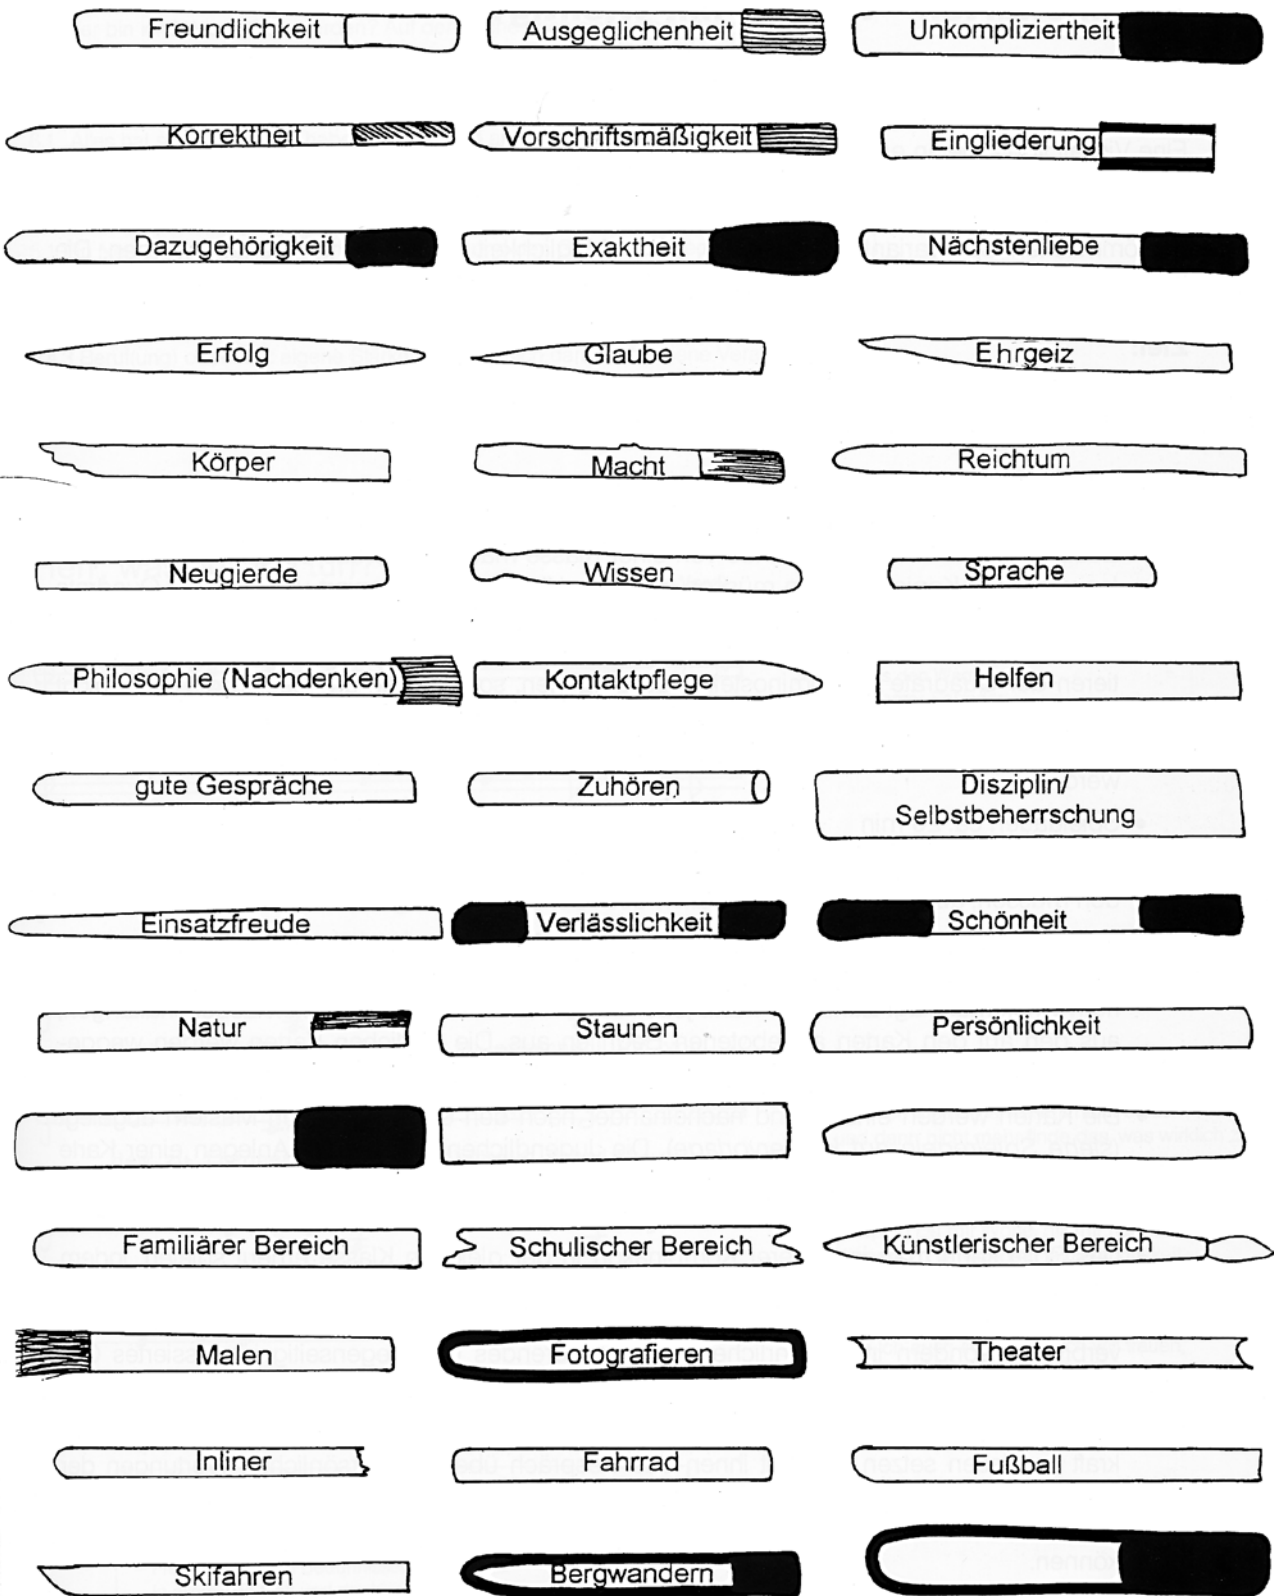 Freundlichkeit
Ausgeglichenheit
Unkompliziertheit
Korrektheit
Vorschriftsmäßigkeit
Eingliederung
Dazugehörigkeit
Exaktheit
Nächstenliebe
Erfolg
Glaube
Ehrgeiz
Körper
Macht
Reichtum
Neugierde
Wissen
Sprache
Philosophie (Nachdenken)
Kontaktpflege
Helfen
gute Gespräche
Zuhören
Disziplin/
Selbstbeherrschung
Einsatzfreude
Verlässlichkeit
Schönheit
Natur
Staunen
Persönlichkeit
Familiärer Bereich
Schulischer Bereich
Künstlerischer Bereich
Malen
Fotografieren
Theater
Inliner
Fahrrad
Fußball
Skifahren
Bergwandern